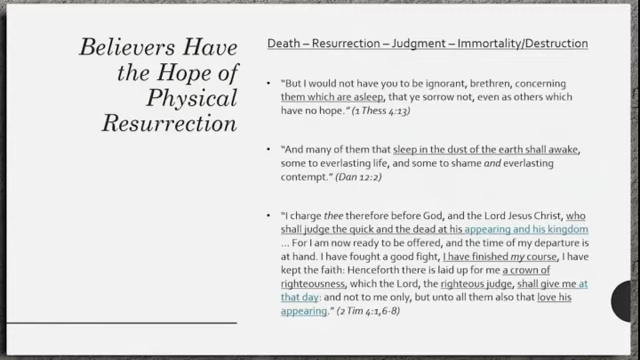 Believers Have
the Hope of
Physical
Resurrection
Death – Resurrection – Judgment – Immortality/Destruction
• "But I would not have you to be ignorant, brethren, concerning
them which are asleep, that ye sorrow not, even as others which
have no hope." (1 Thess 4:13)
• "And many of them that sleep in the dust of the earth shall awake,
some to everlasting life, and some to shame and everlasting
contempt." (Dan 12:2)
• "I charge thee therefore before God, and the Lord Jesus Christ, who
shall judge the quick and the dead at his appearing and his kingdom
... For I am now ready to be offered, and the time of my departure is
at hand. I have fought a good fight, I have finished my course, I have
kept the faith: Henceforth there is laid up for me a crown of
righteousness, which the Lord, the righteous judge, shall give me at
that day: and not to me only, but unto all them also that love his
appearing." (2 Tim 4:1,6-8)